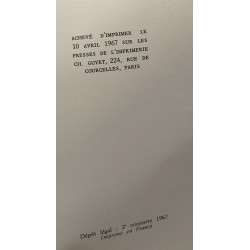 ACHEVÉ D'IMPRIMER LE
10 AVRIL 1967 SUR LES
PRESSES DE L'IMPRIMERIE
CH. GUYET, 224, RUE DE
COURCELLES, PARIS
Dépôt légal - 2e trimestre 1967
Imprimé en France